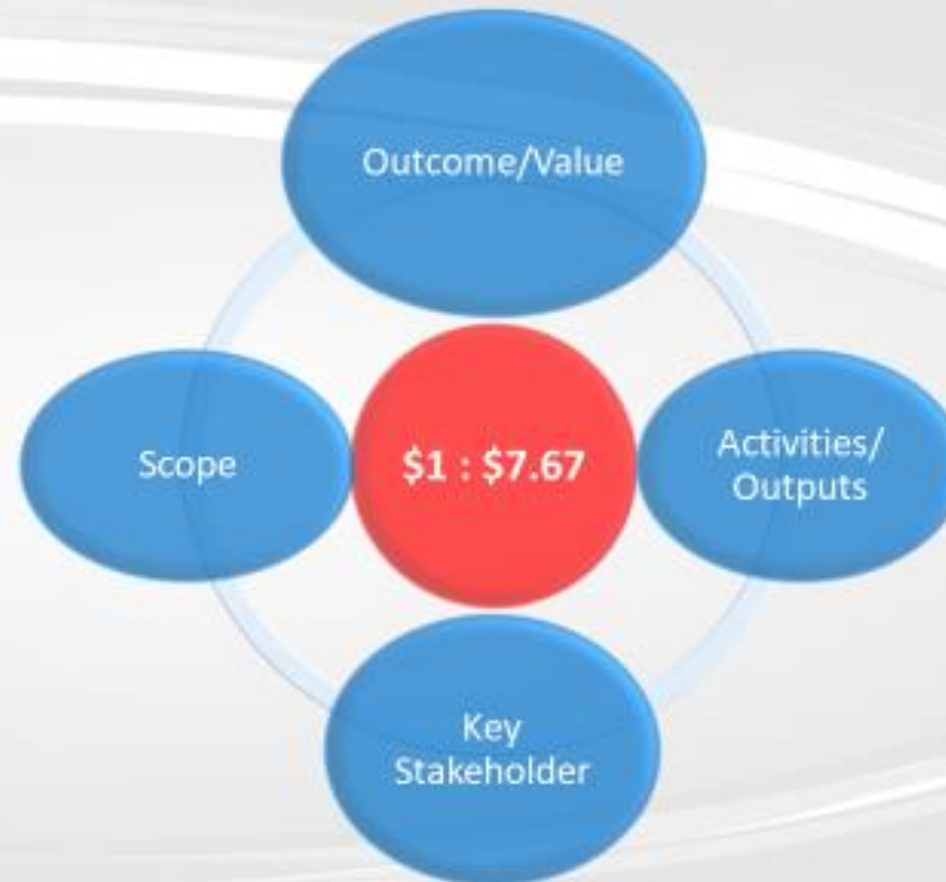 Outcome/Value
Scope
$1 : $7.67
Activities/
Outputs
Key
Stakeholder